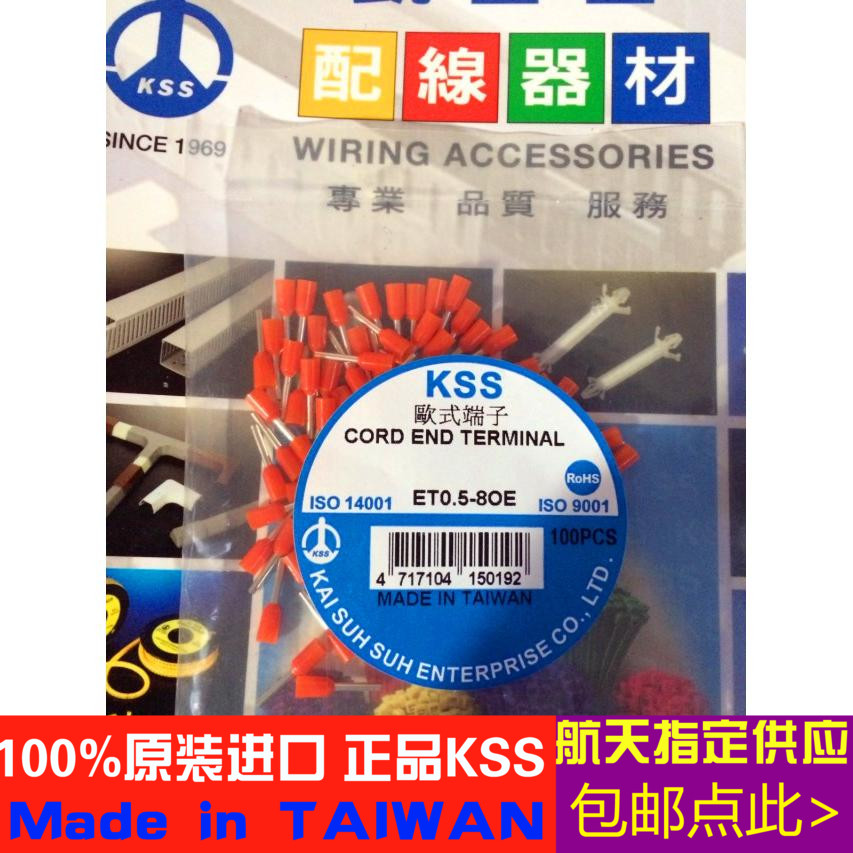 KSS
SINCE 1969
配線器材
WIRING ACCESSORIES
專業 品質 服務
KSS
歐式端子
CORD END TERMINAL
RoHS
ISO 14001
ET0.5-8OE
ISO 9001
KSS
100PCS
4 717104 150192
MADE IN TAIWAN
KAI SUH SUH ENTERPRISE CO., LTD.
100%原装进口 正品KSS
Made in TAIWAN
航天指定供应
包邮点此>